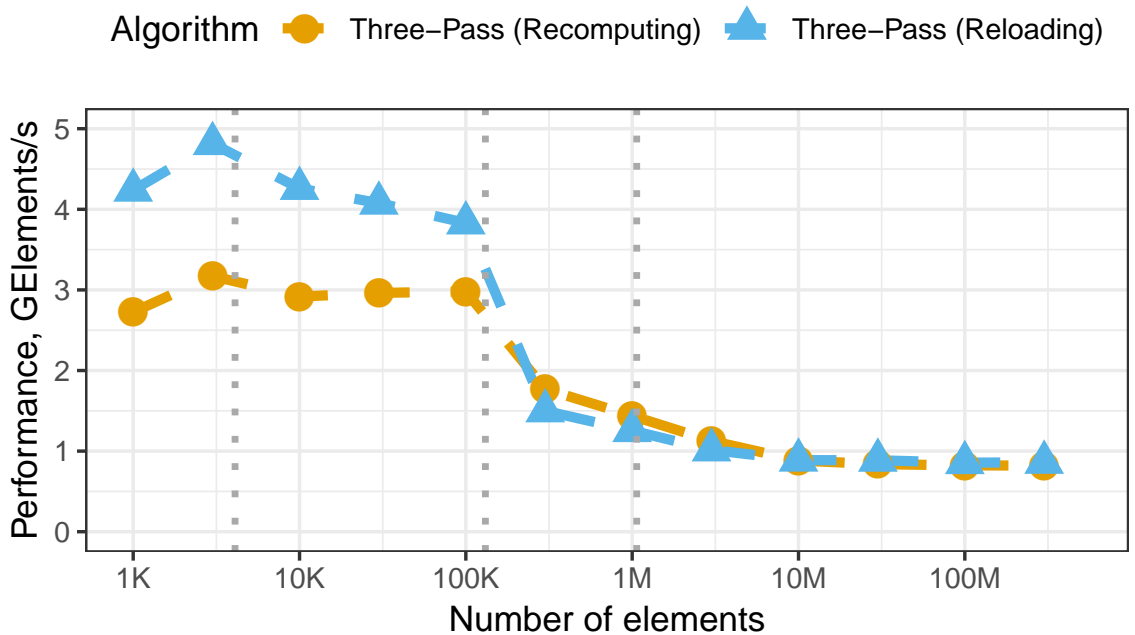 Algorithm Three−Pass (Recomputing) Three−Pass (Reloading)
Performance, GElements/s
5
4
3
2
1
0
1K 10K 100K 1M 10M 100M
Number of elements